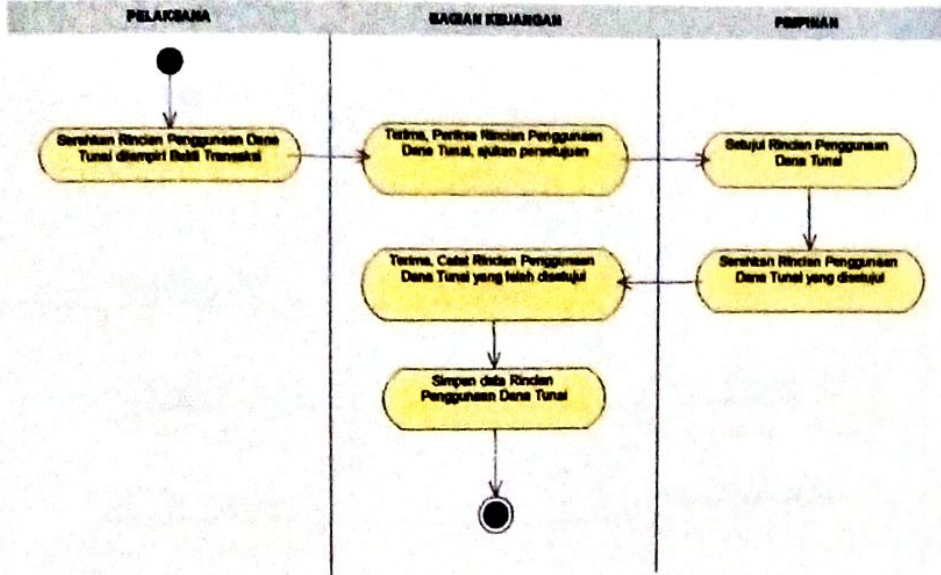 PELAKSANA
BAGIAN KEUANGAN
PIMPINAN
Serahkan Rincian Penggunaan Dana
Tunai dilampiri Bukti Transaksi
Terima, Periksa Rincian Penggunaan
Dana Tunai, ajukan persetujuan
Setujui Rincian Penggunaan
Dana Tunai
Terima, Catat Rincian Penggunaan
Dana Tunai yang telah disetujui
Serahkan Rincian Penggunaan
Dana Tunai yang disetujui
Simpan data Rincian
Penggunaan Dana Tunai